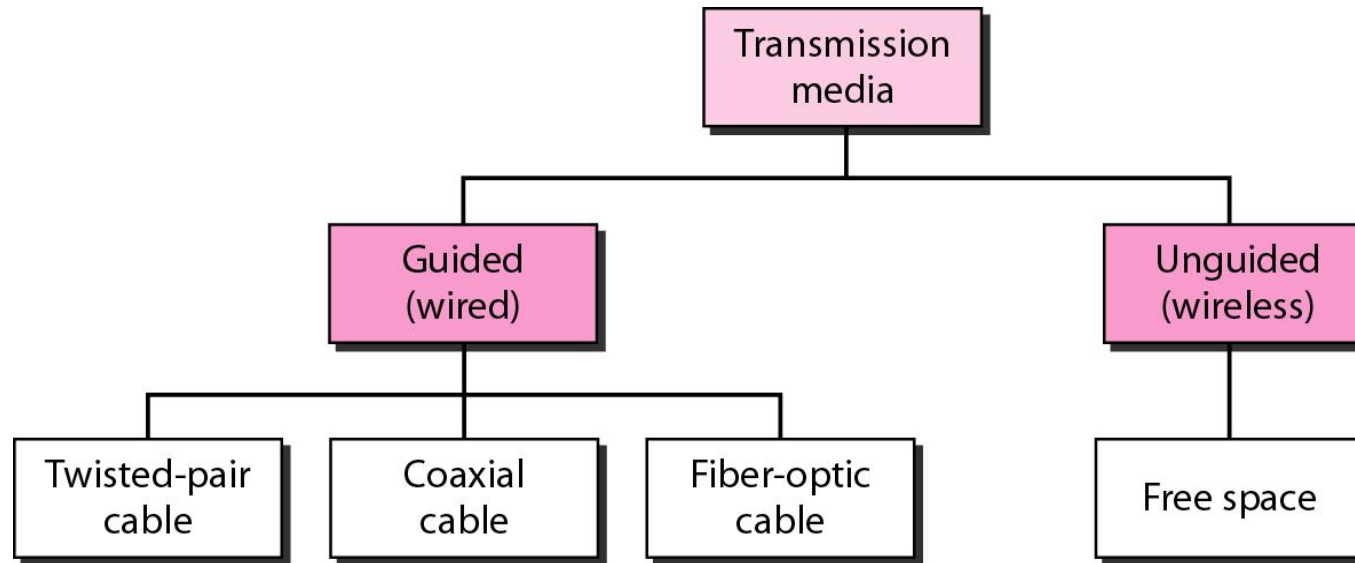 Transmission
media
Guided
(wired)
Unguided
(wireless)
Twisted-pair
cable
Coaxial
cable
Fiber-optic
cable
Free space